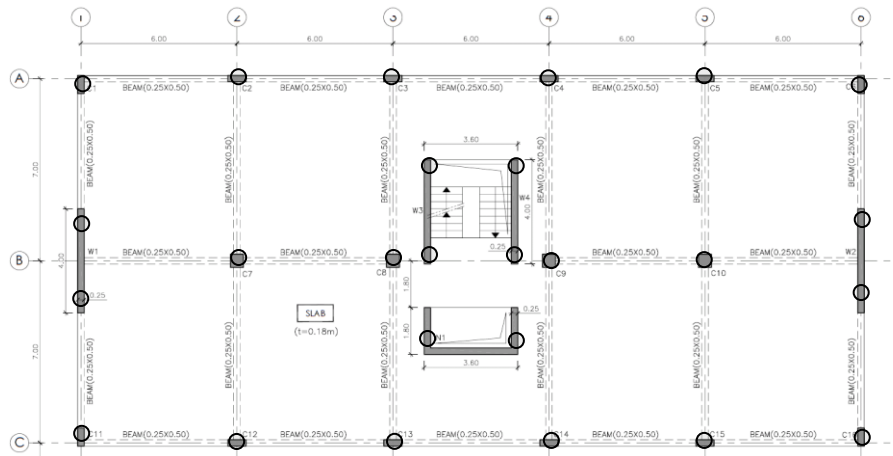 1 2 3 4 5 6
6.00 6.00 6.00 6.00 6.00
A
C2 C3 C4 C5
BEAM(0.25X0.50) BEAM(0.25X0.50) BEAM(0.25X0.50) BEAM(0.25X0.50) BEAM(0.25X0.50)
BEAM(0.25X0.50) BEAM(0.25X0.50) BEAM(0.25X0.50) BEAM(0.25X0.50) BEAM(0.25X0.50) BEAM(0.25X0.50)
7.00
3.60
W3 W4
4.00
0.25
B
W1 BEAM(0.25X0.50) BEAM(0.25X0.50) BEAM(0.25X0.50) BEAM(0.25X0.50) W2
4.00
C7 C8 C9 C10
0.25
1.80
SLAB
(t=0.18m)
1.80
0.25
N1
3.60
7.00
BEAM(0.25X0.50) BEAM(0.25X0.50) BEAM(0.25X0.50) BEAM(0.25X0.50) BEAM(0.25X0.50) BEAM(0.25X0.50)
C11 BEAM(0.25X0.50) C12 BEAM(0.25X0.50) C13 BEAM(0.25X0.50) C14 BEAM(0.25X0.50) C15 BEAM(0.25X0.50)
C